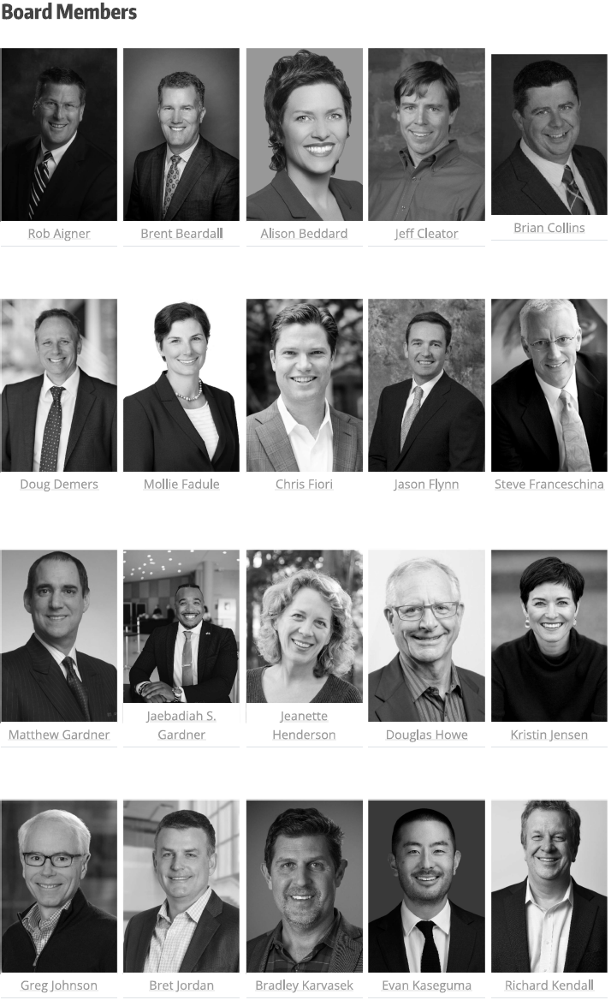 Board Members
Rob Aigner
Brent Beardall
Alison Beddard
Jeff Cleator
Brian Collins
Doug Demers
Mollie Fadule
Chris Fiori
Jason Flynn
Steve Franceschina
Matthew Gardner
Jaebadiah S.
Gardner
Jeanette
Henderson
Douglas Howe
Kristin Jensen
Greg Johnson
Bret Jordan
Bradley Karvasek
Evan Kaseguma
Richard Kendall